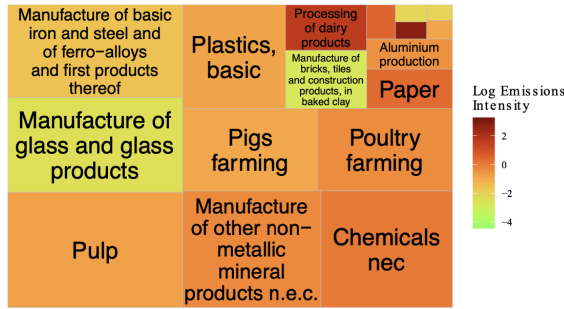 Manufacture of basic
iron and steel and
of ferro−alloys
and first products
thereof
Plastics,
basic
Processing
of dairy
products
Manufacture of
bricks, tiles
and construction
products, in
baked clay
Aluminium
production
Paper
Manufacture of
glass and glass
products
Pigs
farming
Poultry
farming
Pulp
Manufacture
of other non−
metallic
mineral
products n.e.c.
Chemicals
nec
Log Emissions
Intensity
2
0
−2
−4